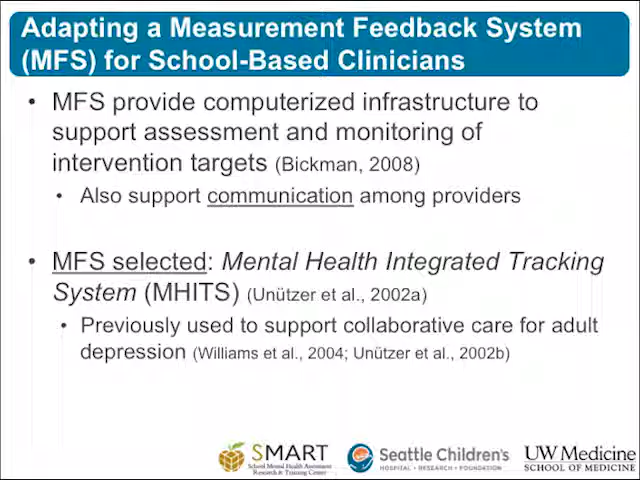 Adapting a Measurement Feedback System
(MFS) for School-Based Clinicians
• MFS provide computerized infrastructure to
support assessment and monitoring of
intervention targets (Bickman, 2008)
• Also support communication among providers
• MFS selected: Mental Health Integrated Tracking
System (MHITS) (Unützer et al., 2002a)
• Previously used to support collaborative care for adult
depression (Williams et al., 2004; Unützer et al., 2002b)
SMART
School Mental Health Assessment
Research & Training Center
Seattle Children's
HOSPITAL • RESEARCH • FOUNDATION
UW Medicine
SCHOOL OF MEDICINE